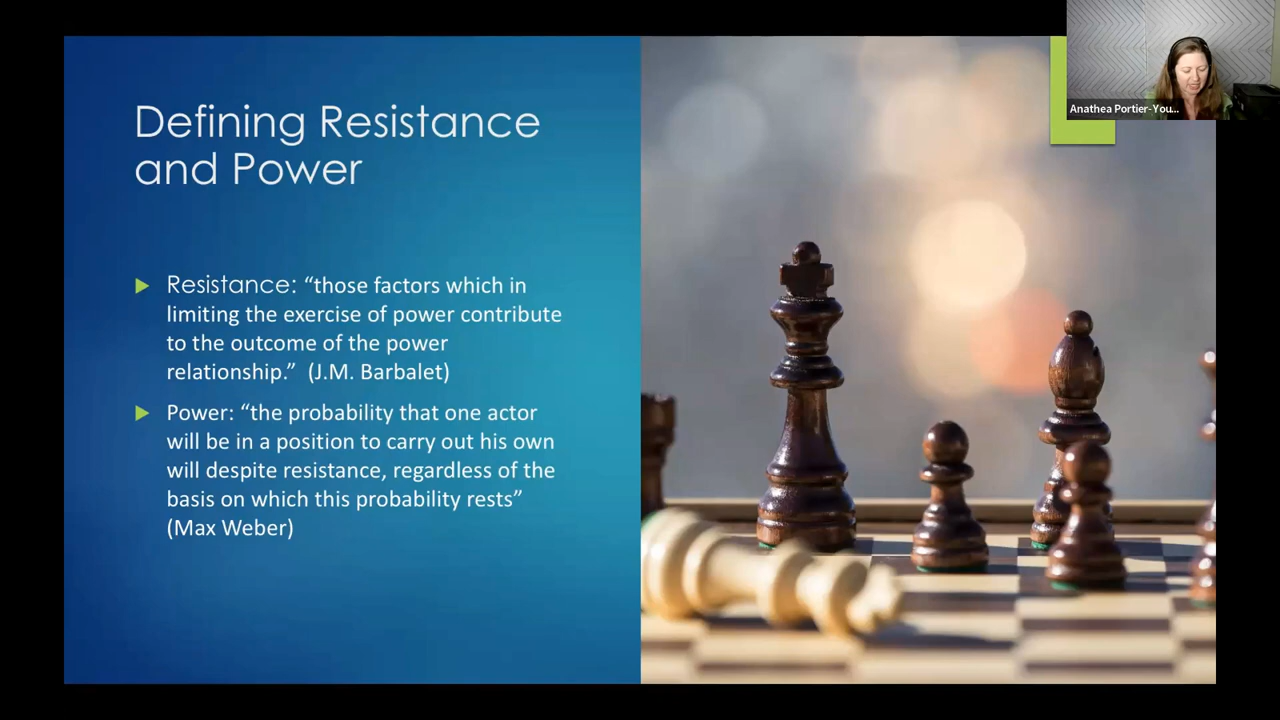 Defining Resistance
and Power
Resistance: “those factors which in
limiting the exercise of power contribute
to the outcome of the power
relationship.” (J.M. Barbalet)
Power: “the probability that one actor
will be in a position to carry out his own
will despite resistance, regardless of the
basis on which this probability rests”
(Max Weber)
Anathea Portier-You...